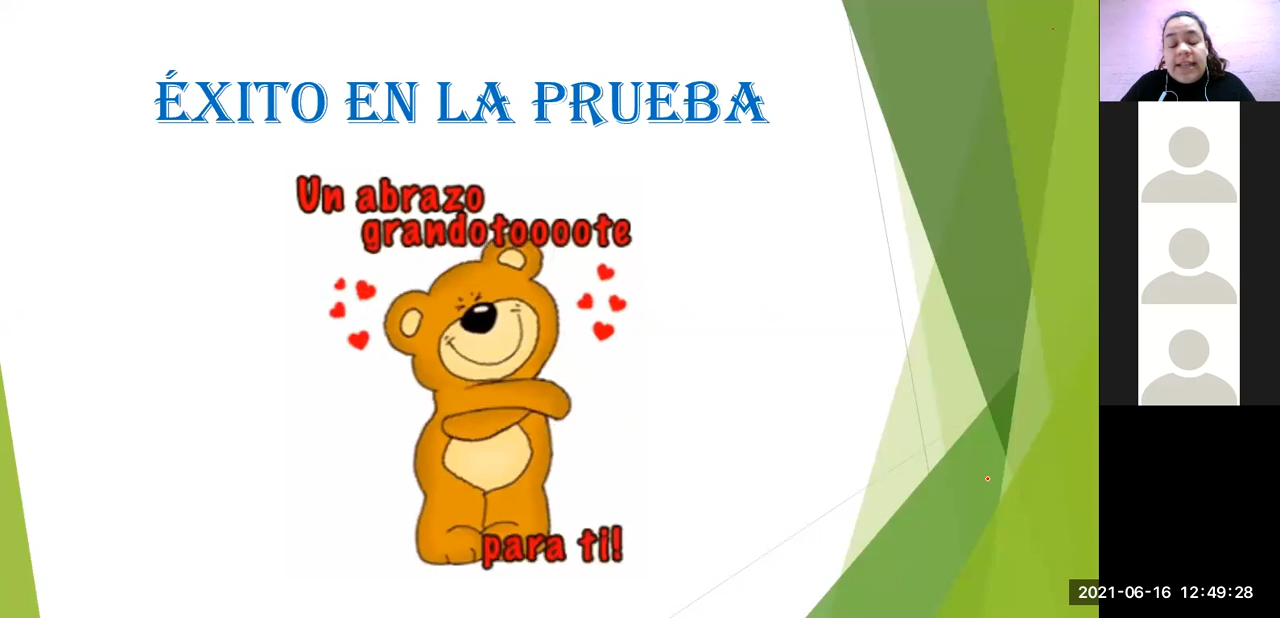 ÉXITO EN LA PRUEBA
Un abrazo
grandotoooote
para ti!
2021-06-16 12:49:28